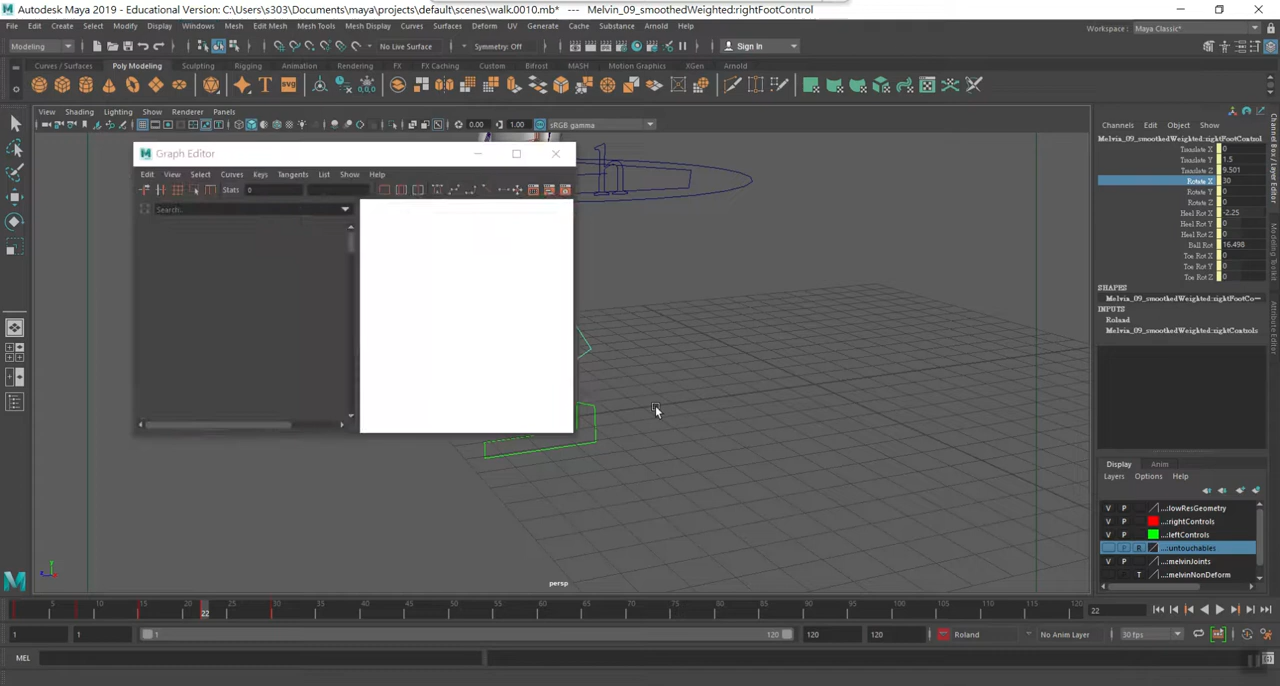 Autodesk Maya 2019 - Educational Version: C:\Users\s303\Documents\maya\projects\default\scenes\walk.0010.mb* --- Melvin_09_smoothedWeighted:rightFootControl
File Edit Create Select Modify Display Windows Mesh Edit Mesh Mesh Tools Mesh Display Curves Surfaces Deform UV Generate Cache Substance Arnold Help
Workspace: Maya Classic*
Modeling No Live Surface Symmetry: Off Sign In
Curves / Surfaces Poly Modeling Sculpting Rigging Animation Rendering FX FX Caching Custom Bifrost MASH Motion Graphics XGen Arnold
View Shading Lighting Show Renderer Panels
0.00 1.00 sRGB gamma
Graph Editor
Edit View Select Curves Keys Tangents List Show Help
Stats 0
Search:
h
persp
Channels Edit Object Show
Melvin_09_smoothedWeighted:rightFootControl
Translate X 0
Translate Y 1.5
Translate Z 9.501
Rotate X 30
Rotate Y 0
Rotate Z 0
Heel Rot X -2.25
Heel Rot Y 0
Heel Rot Z 0
Ball Rot 16.498
Toe Rot X 0
Toe Rot Y 0
Toe Rot Z 0
SHAPES
Melvin_09_smoothedWeighted:rightFootCo
INPUTS
Roland
Melvin_09_smoothedWeighted:rightControls
Channel Box / Layer Editor
Modeling Toolkit
Attribute Editor
Display Anim
Layers Options Help
V P ...:lowResGeometry
V P ...:rightControls
V P ...:leftControls
P R ...:untouchables
V P ...:melvinJoints
T ...:melvinNonDeform
5 10 15 20 22 25 30 35 40 45 50 55 60 65 70 75 80 85 90 95 100 105 110 115 120 22
1 1 1 120 120 120 Roland No Anim Layer 30 fps
MEL